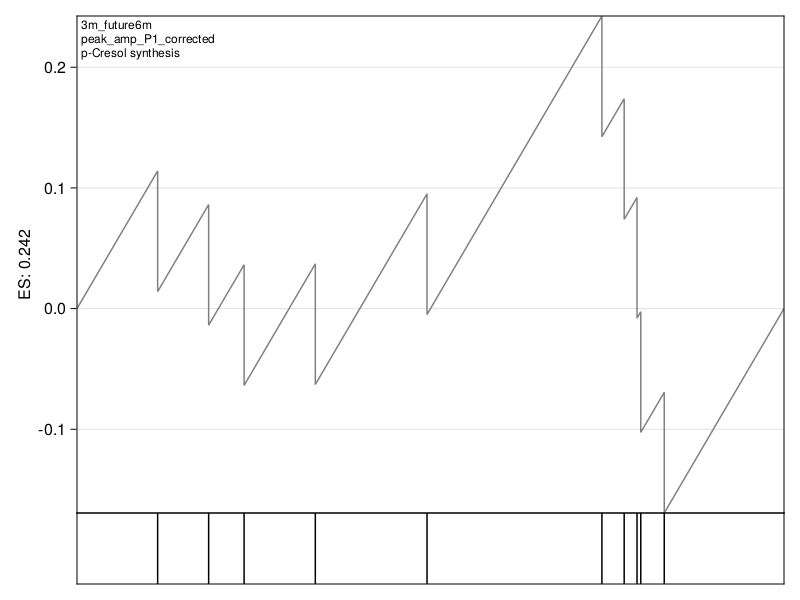 3m_future6m
peak_amp_P1_corrected
p-Cresol synthesis
0.2
0.1
0.0
-0.1
ES: 0.242